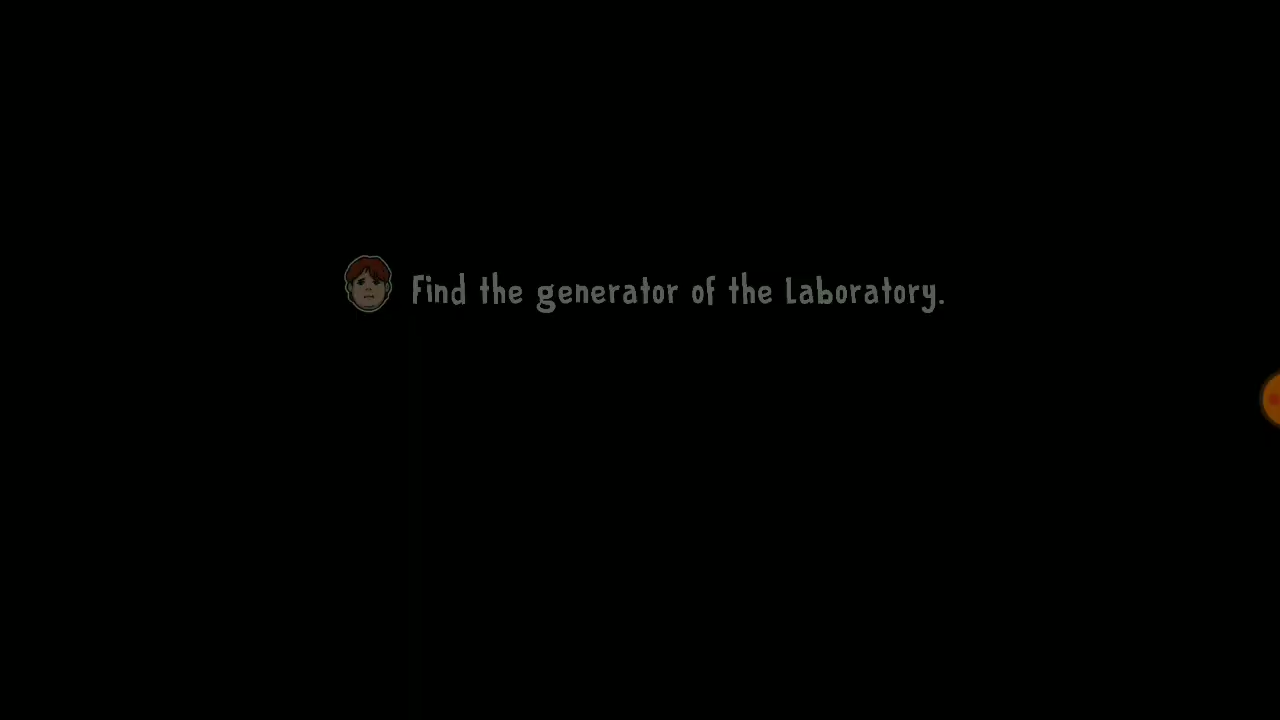 Find the generator of the Laboratory.